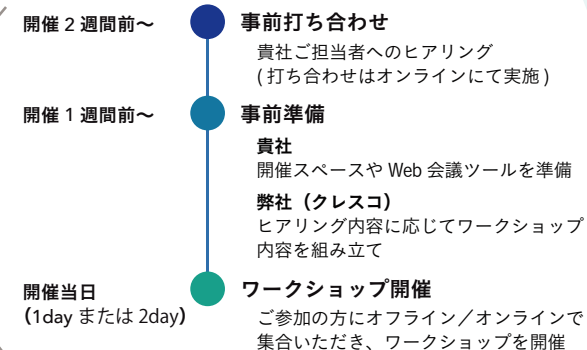 開催 2 週間前〜
事前打ち合わせ
貴社ご担当者へのヒアリング
( 打ち合わせはオンラインにて実施 )
開催 1 週間前〜
事前準備
貴社
開催スペースや Web 会議ツールを準備
弊社（クレスコ）
ヒアリング内容に応じてワークショップ
内容を組み立て
開催当日
(1day または 2day)
ワークショップ開催
ご参加の方にオフライン／オンラインで
集合いただき、ワークショップを開催